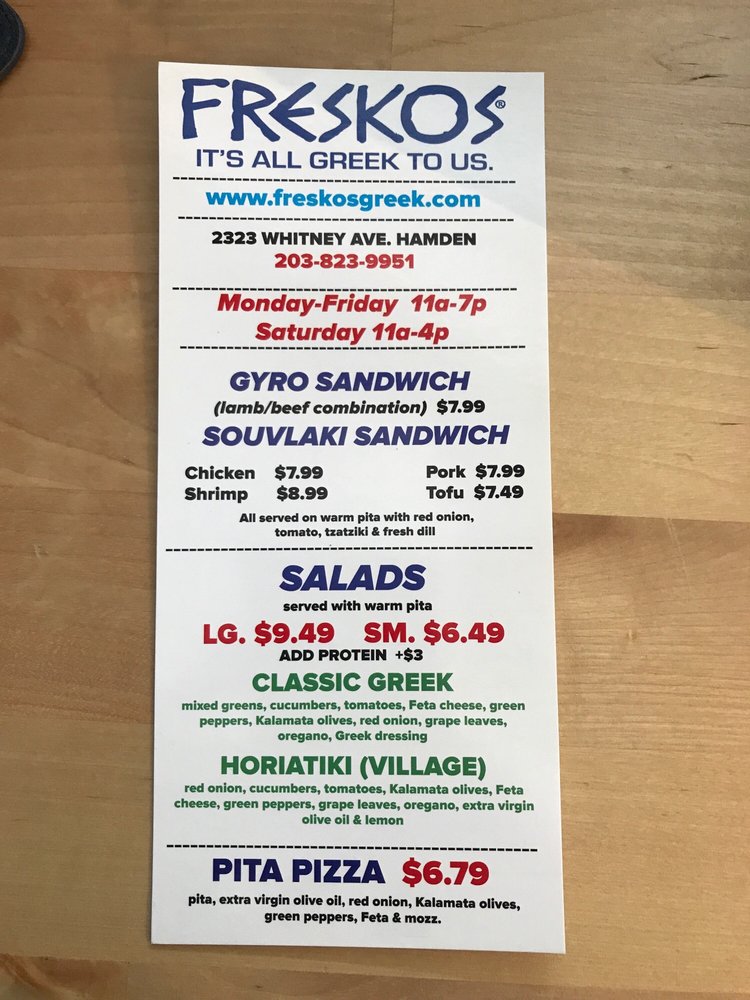 FRESKOS®
IT'S ALL GREEK TO US.
www.freskosgreek.com
2323 WHITNEY AVE. HAMDEN
203-823-9951
Monday-Friday 11a-7p
Saturday 11a-4p
GYRO SANDWICH
(lamb/beef combination) $7.99
SOUVLAKI SANDWICH
Chicken $7.99 Pork $7.99
Shrimp $8.99 Tofu $7.49
All served on warm pita with red onion,
tomato, tzatziki & fresh dill
SALADS
served with warm pita
LG. $9.49 SM. $6.49
ADD PROTEIN +$3
CLASSIC GREEK
mixed greens, cucumbers, tomatoes, Feta cheese, green
peppers, Kalamata olives, red onion, grape leaves,
oregano, Greek dressing
HORIATIKI (VILLAGE)
red onion, cucumbers, tomatoes, Kalamata olives, Feta
cheese, green peppers, grape leaves, oregano, extra virgin
olive oil & lemon
PITA PIZZA $6.79
pita, extra virgin olive oil, red onion, Kalamata olives,
green peppers, Feta & mozz.